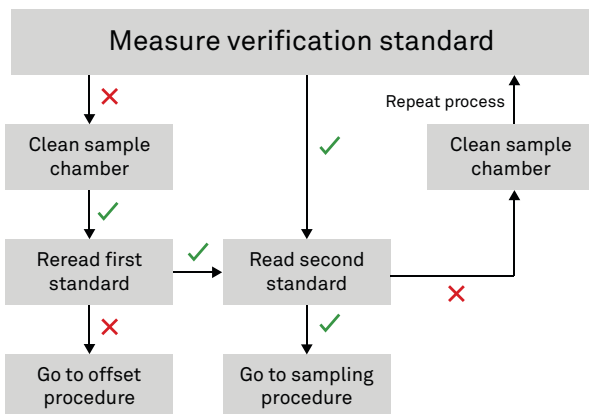 Measure verification standard
Repeat process
Clean sample
chamber
Clean sample
chamber
Reread first
standard
Read second
standard
Go to offset
procedure
Go to sampling
procedure